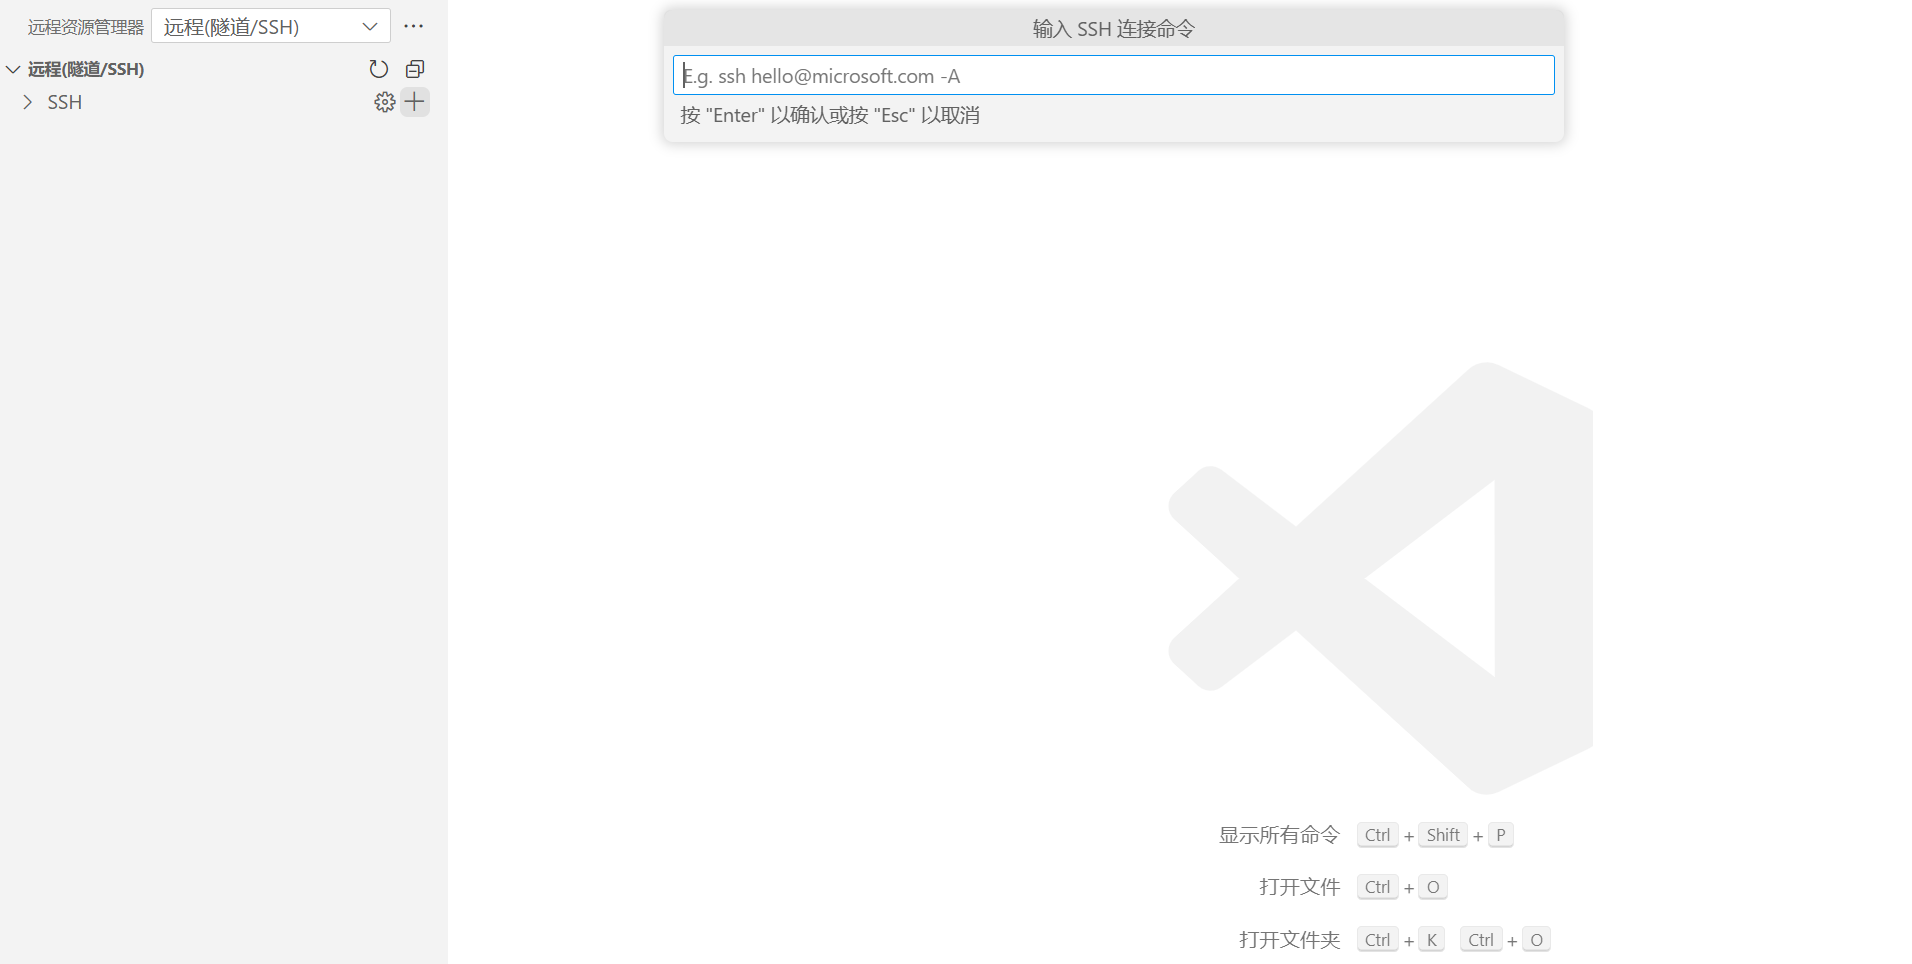 远程资源管理器 远程(隧道/SSH)
远程(隧道/SSH)
SSH
输入 SSH 连接命令
E.g. ssh hello@microsoft.com -A
按 "Enter" 以确认或按 "Esc" 以取消
显示所有命令 Ctrl + Shift + P
打开文件 Ctrl + O
打开文件夹 Ctrl + K Ctrl + O